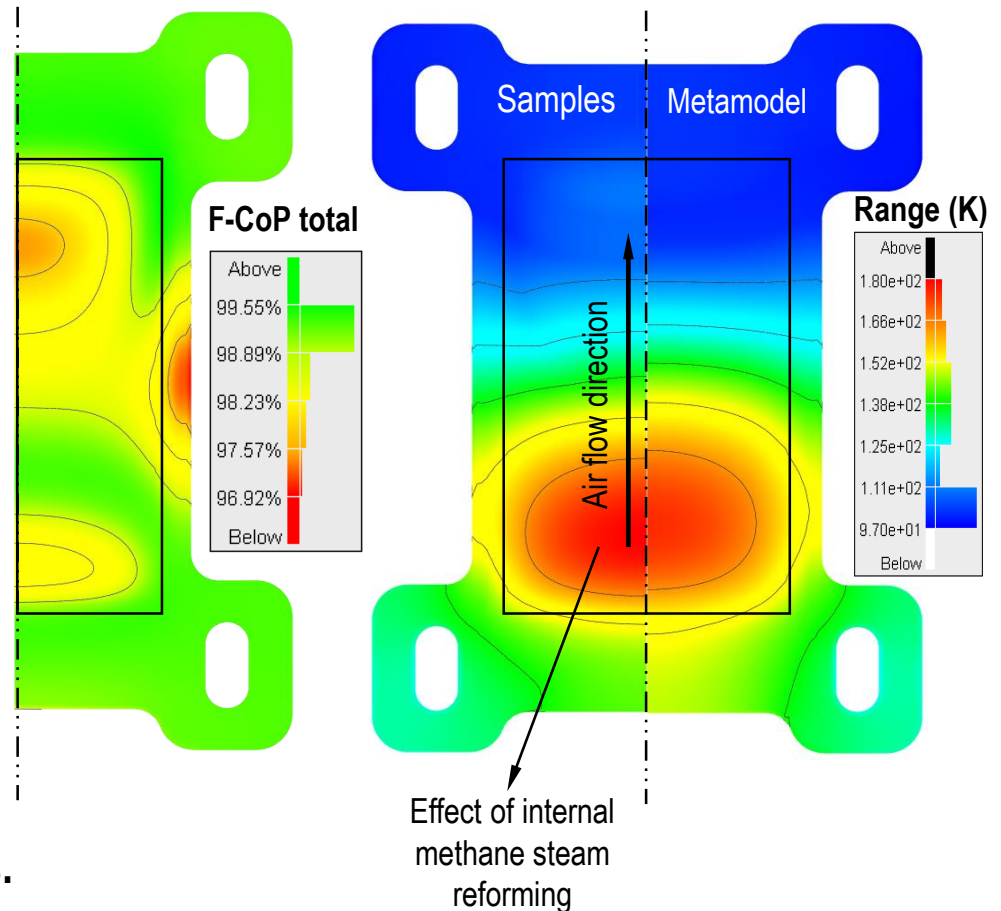 Samples
Metamodel
F-CoP total
Above
99.55%
98.89%
98.23%
97.57%
96.92%
Below
Range (K)
Above
1.80e+02
1.66e+02
1.52e+02
1.38e+02
1.25e+02
1.11e+02
9.70e+01
Below
Air flow direction
Effect of internal
methane steam
reforming
.